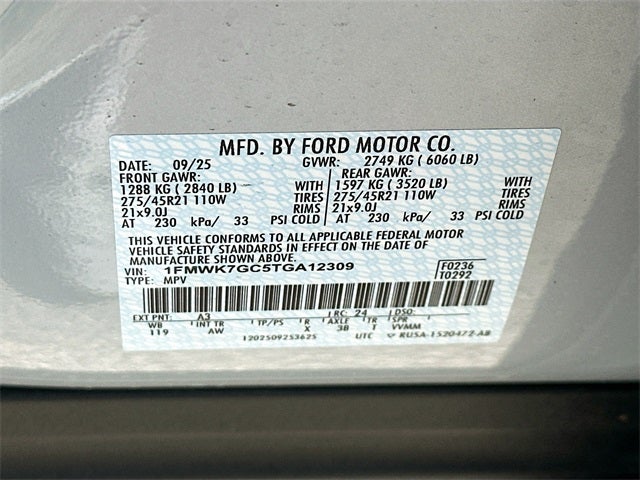 MFD. BY FORD MOTOR CO.
DATE: 09/25 GVWR: 2749 KG ( 6060 LB)
FRONT GAWR: REAR GAWR:
1288 KG ( 2840 LB) WITH 1597 KG ( 3520 LB) WITH
275/45R21 110W TIRES 275/45R21 110W TIRES
21x9.0J RIMS 21x9.0J RIMS
AT 230 kPa/ 33 PSI COLD AT 230 kPa/ 33 PSI COLD
THIS VEHICLE CONFORMS TO ALL APPLICABLE FEDERAL MOTOR
VEHICLE SAFETY STANDARDS IN EFFECT ON THE DATE OF
MANUFACTURE SHOWN ABOVE.
VIN: 1FMWK7GC5TGA12309 F0236
TYPE: MPV T0292
EXT PNT: A3 RC: 24 DSO:
WB INT TR TP/PS R AXLE TR SPR
119 AW X 38 T VVMM
1202509253625 UTC RU5A-1520472-AB